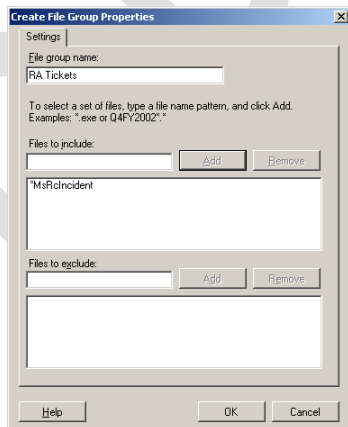 Create File Group Properties
Settings
File group name:
RA Tickets
To select a set of files, type a file name pattern, and click Add.
Examples: *.exe or Q4FY2002*.*
Files to include:
Add Remove
*MsRcIncident
Files to exclude:
Add Remove
Help OK Cancel